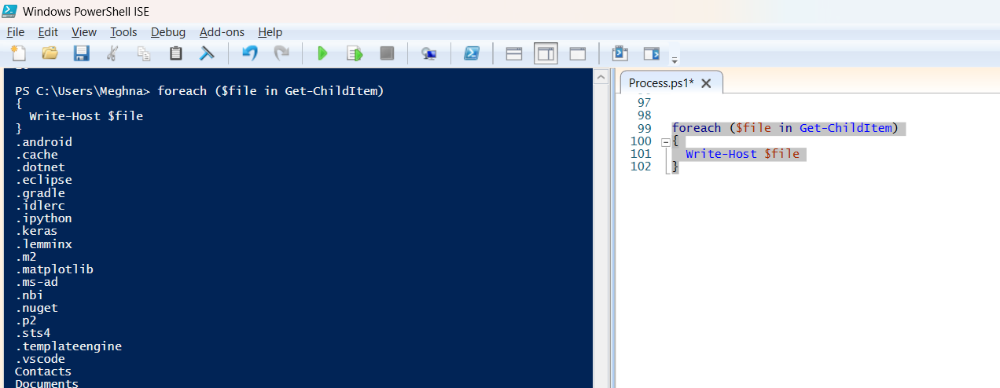 Windows PowerShell ISE
File Edit View Tools Debug Add-ons Help
PS C:\Users\Meghna> foreach ($file in Get-ChildItem)
{
  Write-Host $file
}
.android
.cache
.dotnet
.eclipse
.gradle
.idlerc
.ipython
.keras
.lemminx
.m2
.matplotlib
.ms-ad
.nbi
.nuget
.p2
.sts4
.templateengine
.vscode
Contacts
Documents
Process.ps1*
97
98
99 foreach ($file in Get-ChildItem)
100 {
101   Write-Host $file
102 }